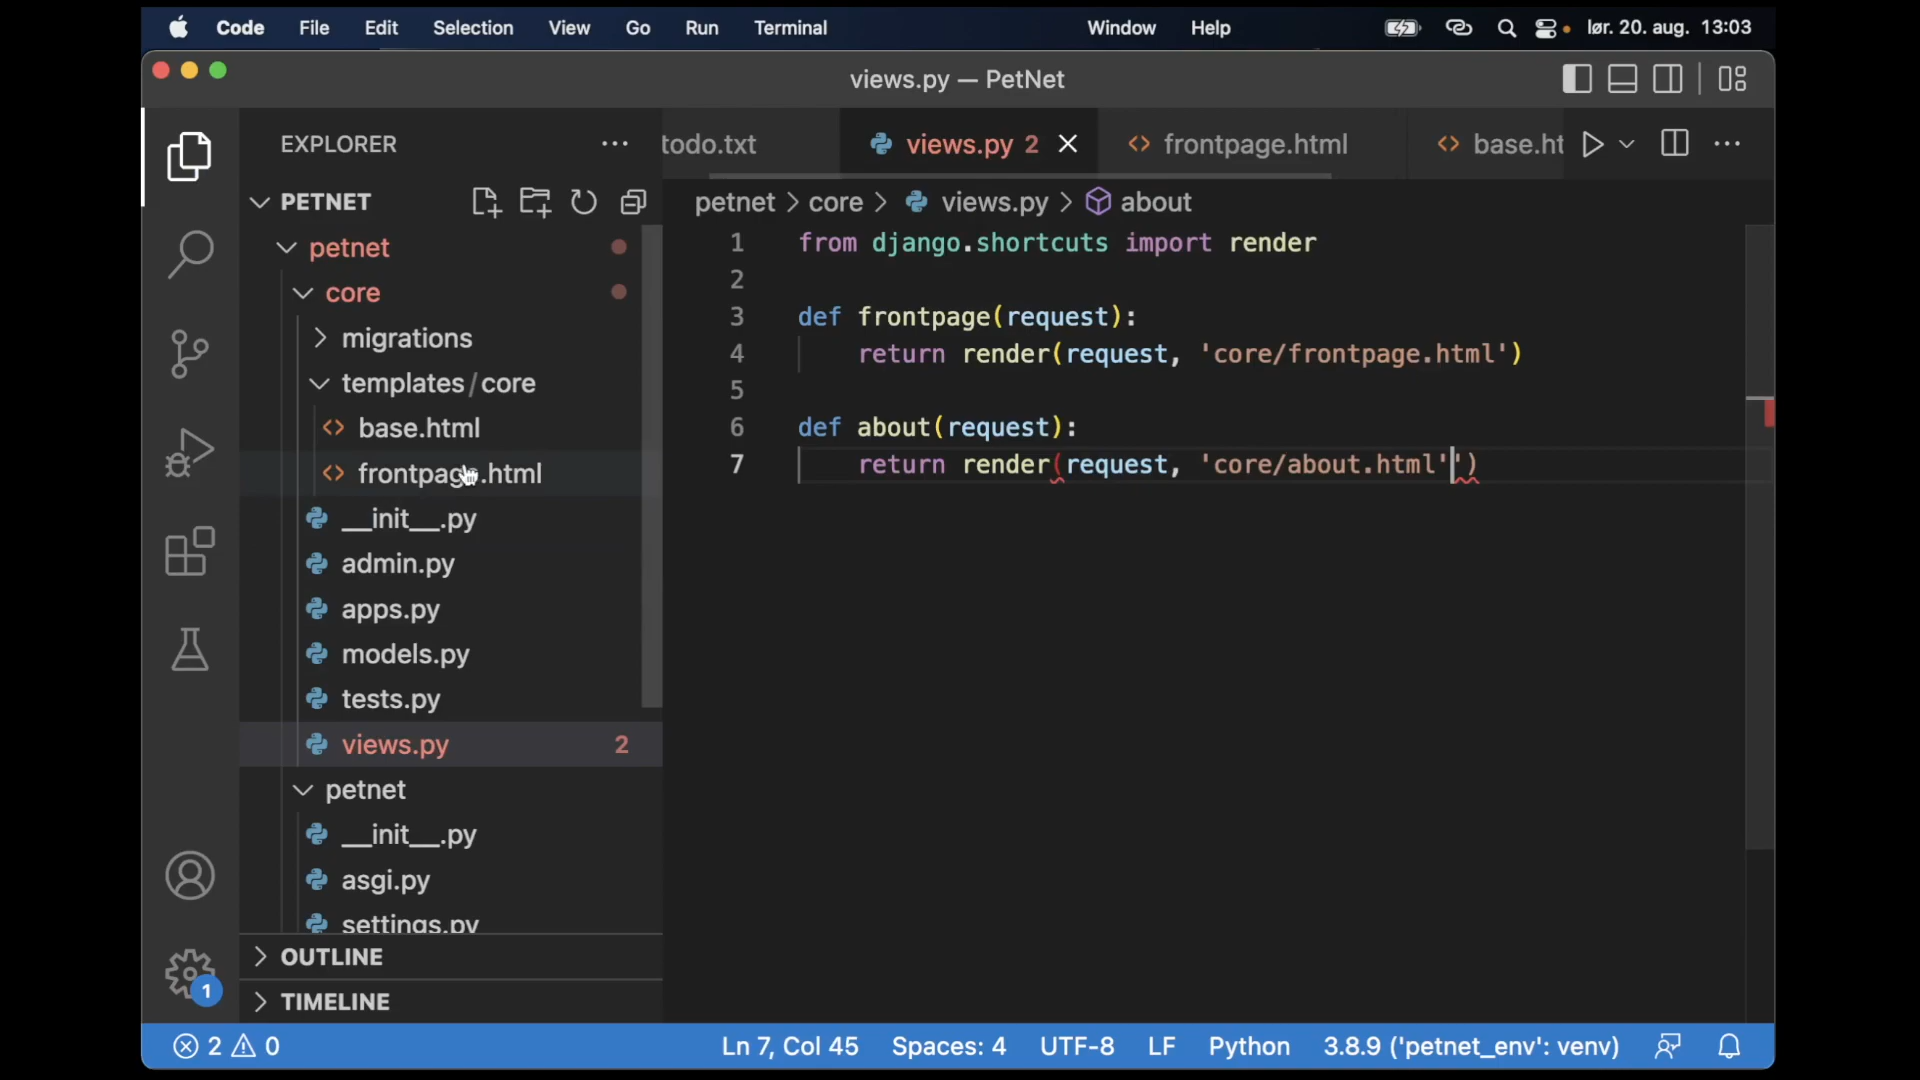 Code File Edit Selection View Go Run Terminal Window Help lør. 20. aug. 13:03
views.py — PetNet
EXPLORER
todo.txt views.py 2 frontpage.html base.ht
PETNET
petnet > core > views.py > about
petnet
core
migrations
templates/core
base.html
frontpage.html
__init__.py
admin.py
apps.py
models.py
tests.py
views.py 2
petnet
__init__.py
asgi.py
settings.py
OUTLINE
TIMELINE
1
1 from django.shortcuts import render
2
3 def frontpage(request):
4 return render(request, 'core/frontpage.html')
5
6 def about(request):
7 return render(request, 'core/about.html'')
2 0 Ln 7, Col 45 Spaces: 4 UTF-8 LF Python 3.8.9 ('petnet_env': venv)